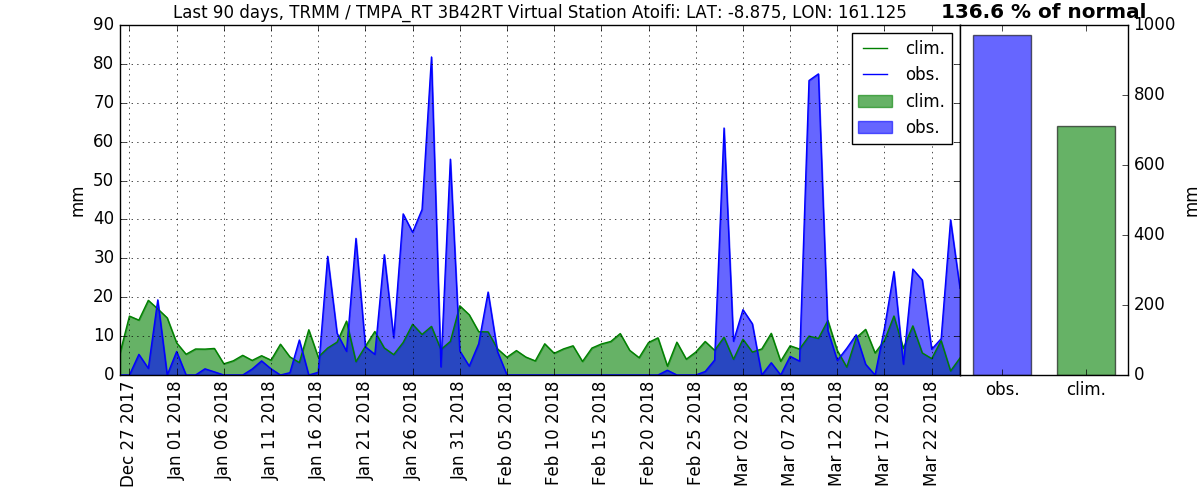 Last 90 days, TRMM / TMPA_RT 3B42RT Virtual Station Atoifi: LAT: -8.875, LON: 161.125
136.6 % of normal
90
80
70
60
50
40
30
20
10
0
mm
clim.
obs.
clim.
obs.
Dec 27 2017
Jan 01 2018
Jan 06 2018
Jan 11 2018
Jan 16 2018
Jan 21 2018
Jan 26 2018
Jan 31 2018
Feb 05 2018
Feb 10 2018
Feb 15 2018
Feb 20 2018
Feb 25 2018
Mar 02 2018
Mar 07 2018
Mar 12 2018
Mar 17 2018
Mar 22 2018
1000
800
600
400
200
0
mm
obs.
clim.